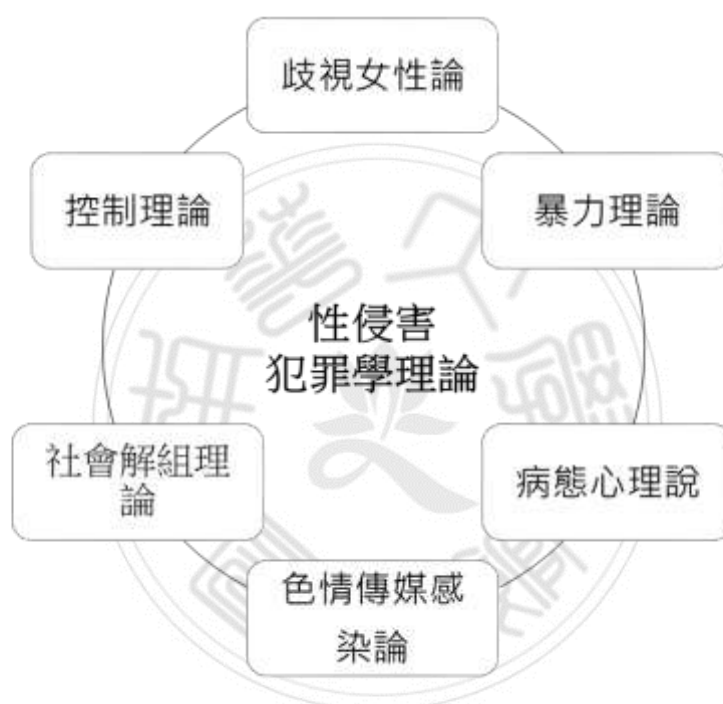 歧視女性論
控制理論
暴力理論
性侵害
犯罪學理論
社會解組理
論
病態心理說
色情傳媒感
染論